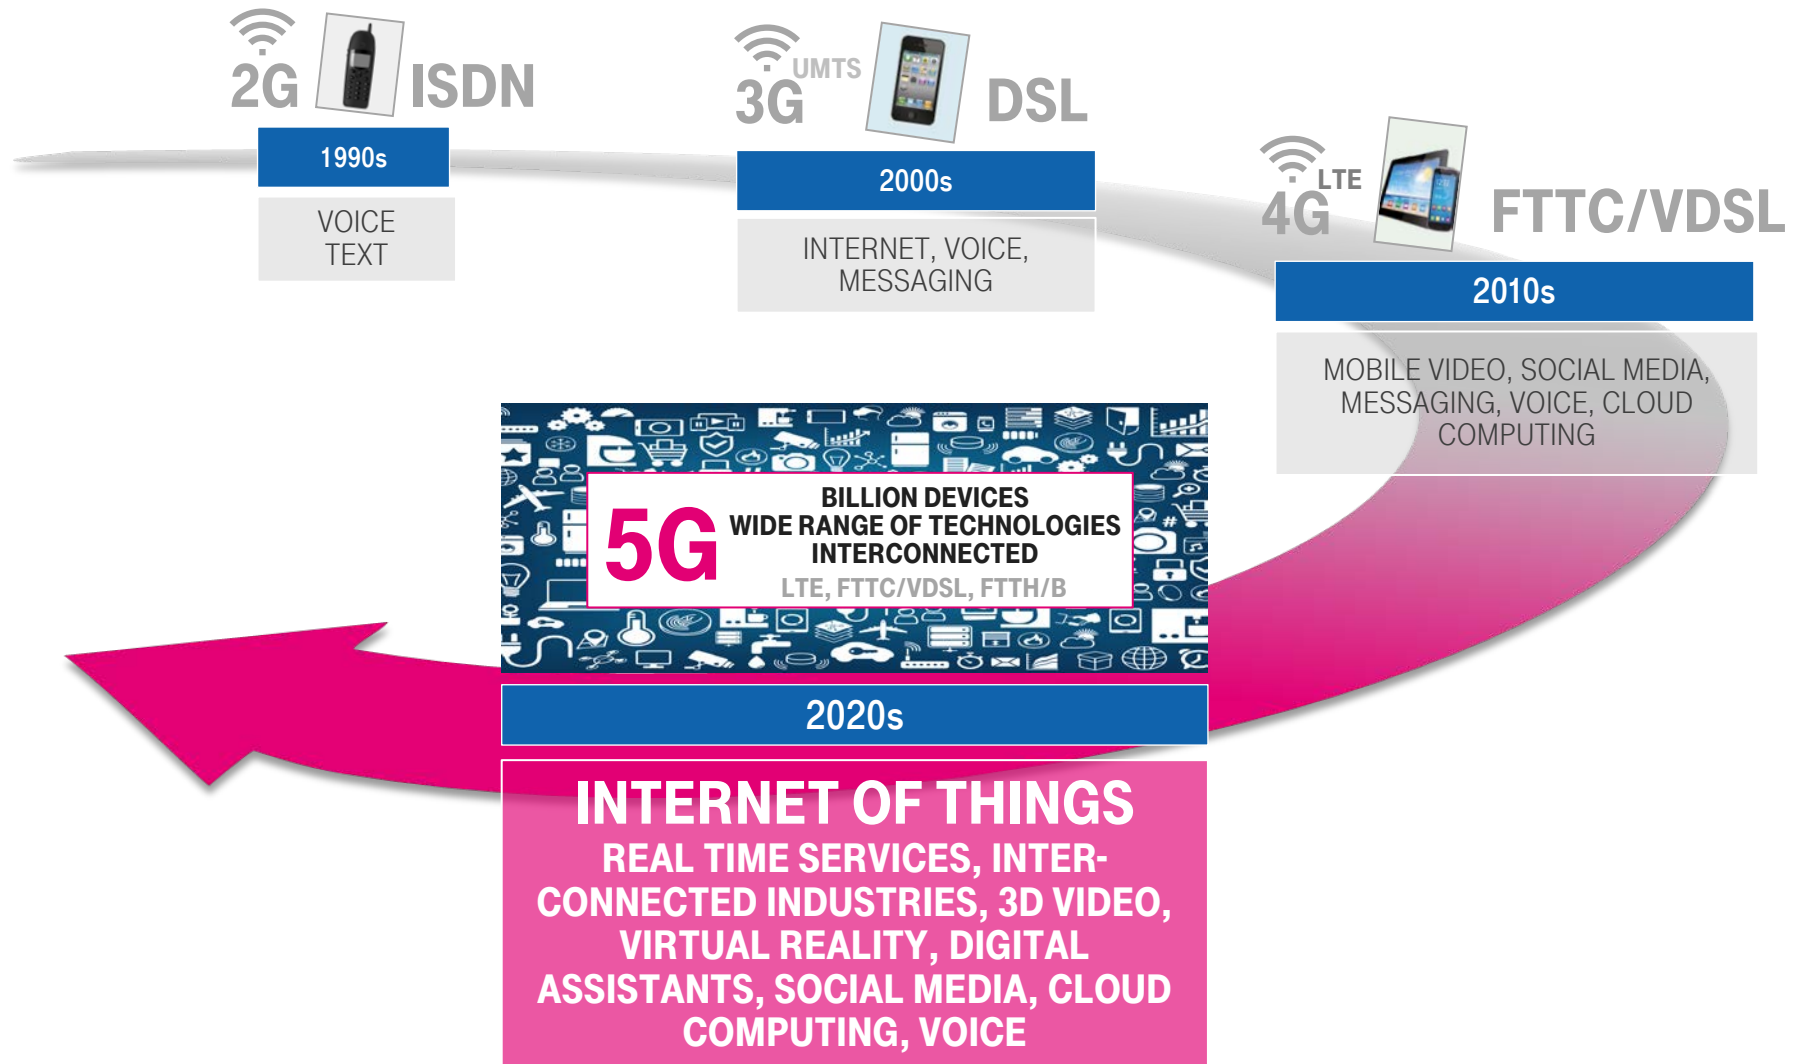 2G
ISDN
1990s
VOICE
TEXT
3G
UMTS
DSL
2000s
INTERNET, VOICE,
MESSAGING
4G
LTE
FTTC/VDSL
2010s
MOBILE VIDEO, SOCIAL MEDIA,
MESSAGING, VOICE, CLOUD
COMPUTING
5G
BILLION DEVICES
WIDE RANGE OF TECHNOLOGIES
INTERCONNECTED
LTE, FTTC/VDSL, FTTH/B
2020s
INTERNET OF THINGS
REAL TIME SERVICES, INTER-
CONNECTED INDUSTRIES, 3D VIDEO,
VIRTUAL REALITY, DIGITAL
ASSISTANTS, SOCIAL MEDIA, CLOUD
COMPUTING, VOICE